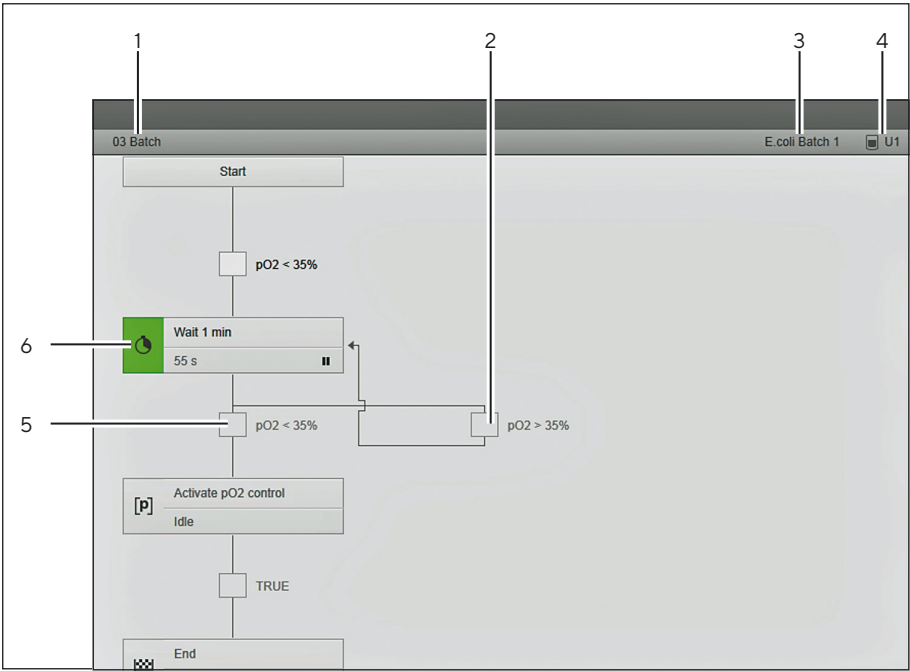 1 2 3 4
03 Batch E.coli Batch 1 U1
Start
pO2 < 35%
Wait 1 min
6
55 s
5 pO2 < 35% pO2 > 35%
Activate pO2 control
[p]
Idle
TRUE
End